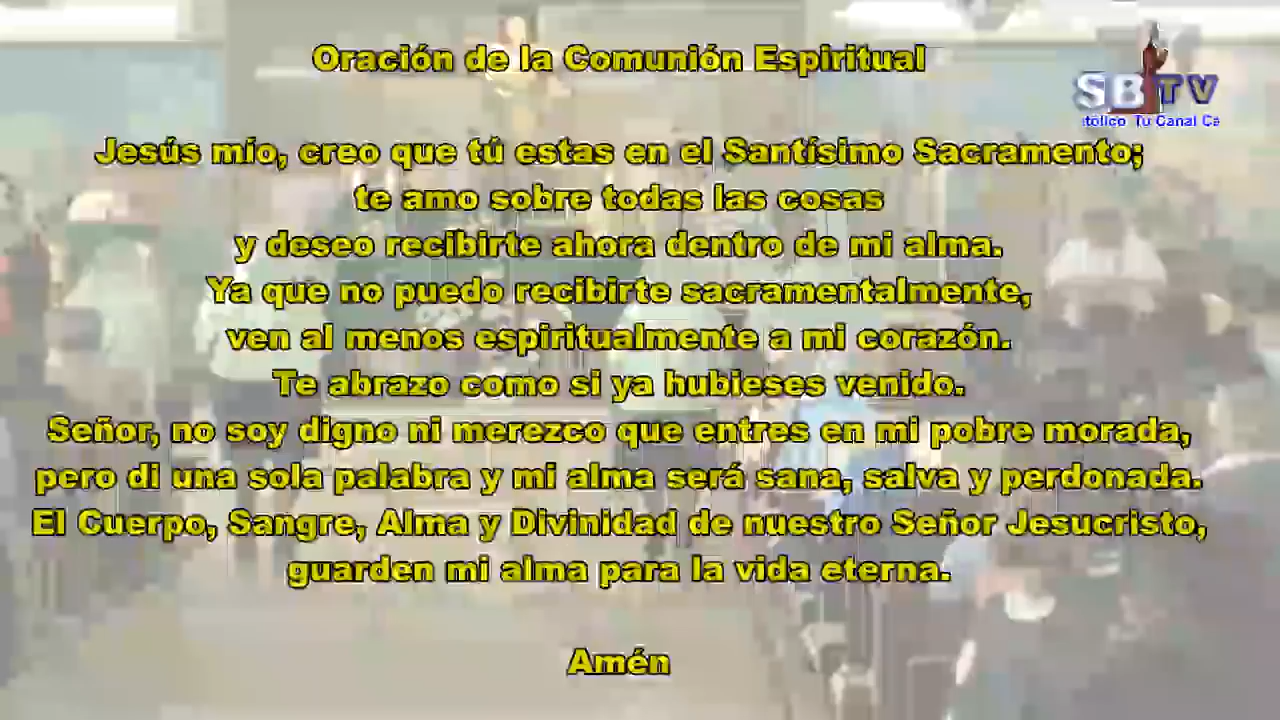 Oración de la Comunión Espiritual
SBTV
tólico Tu Canal Ca
Jesús mio, creo que tú estas en el Santísimo Sacramento;
te amo sobre todas las cosas
y deseo recibirte ahora dentro de mi alma.
Ya que no puedo recibirte sacramentalmente,
ven al menos espiritualmente a mi corazón.
Te abrazo como si ya hubieses venido.
Señor, no soy digno ni merezco que entres en mi pobre morada,
pero di una sola palabra y mi alma será sana, salva y perdonada.
El Cuerpo, Sangre, Alma y Divinidad de nuestro Señor Jesucristo,
guarden mi alma para la vida eterna.
Amén